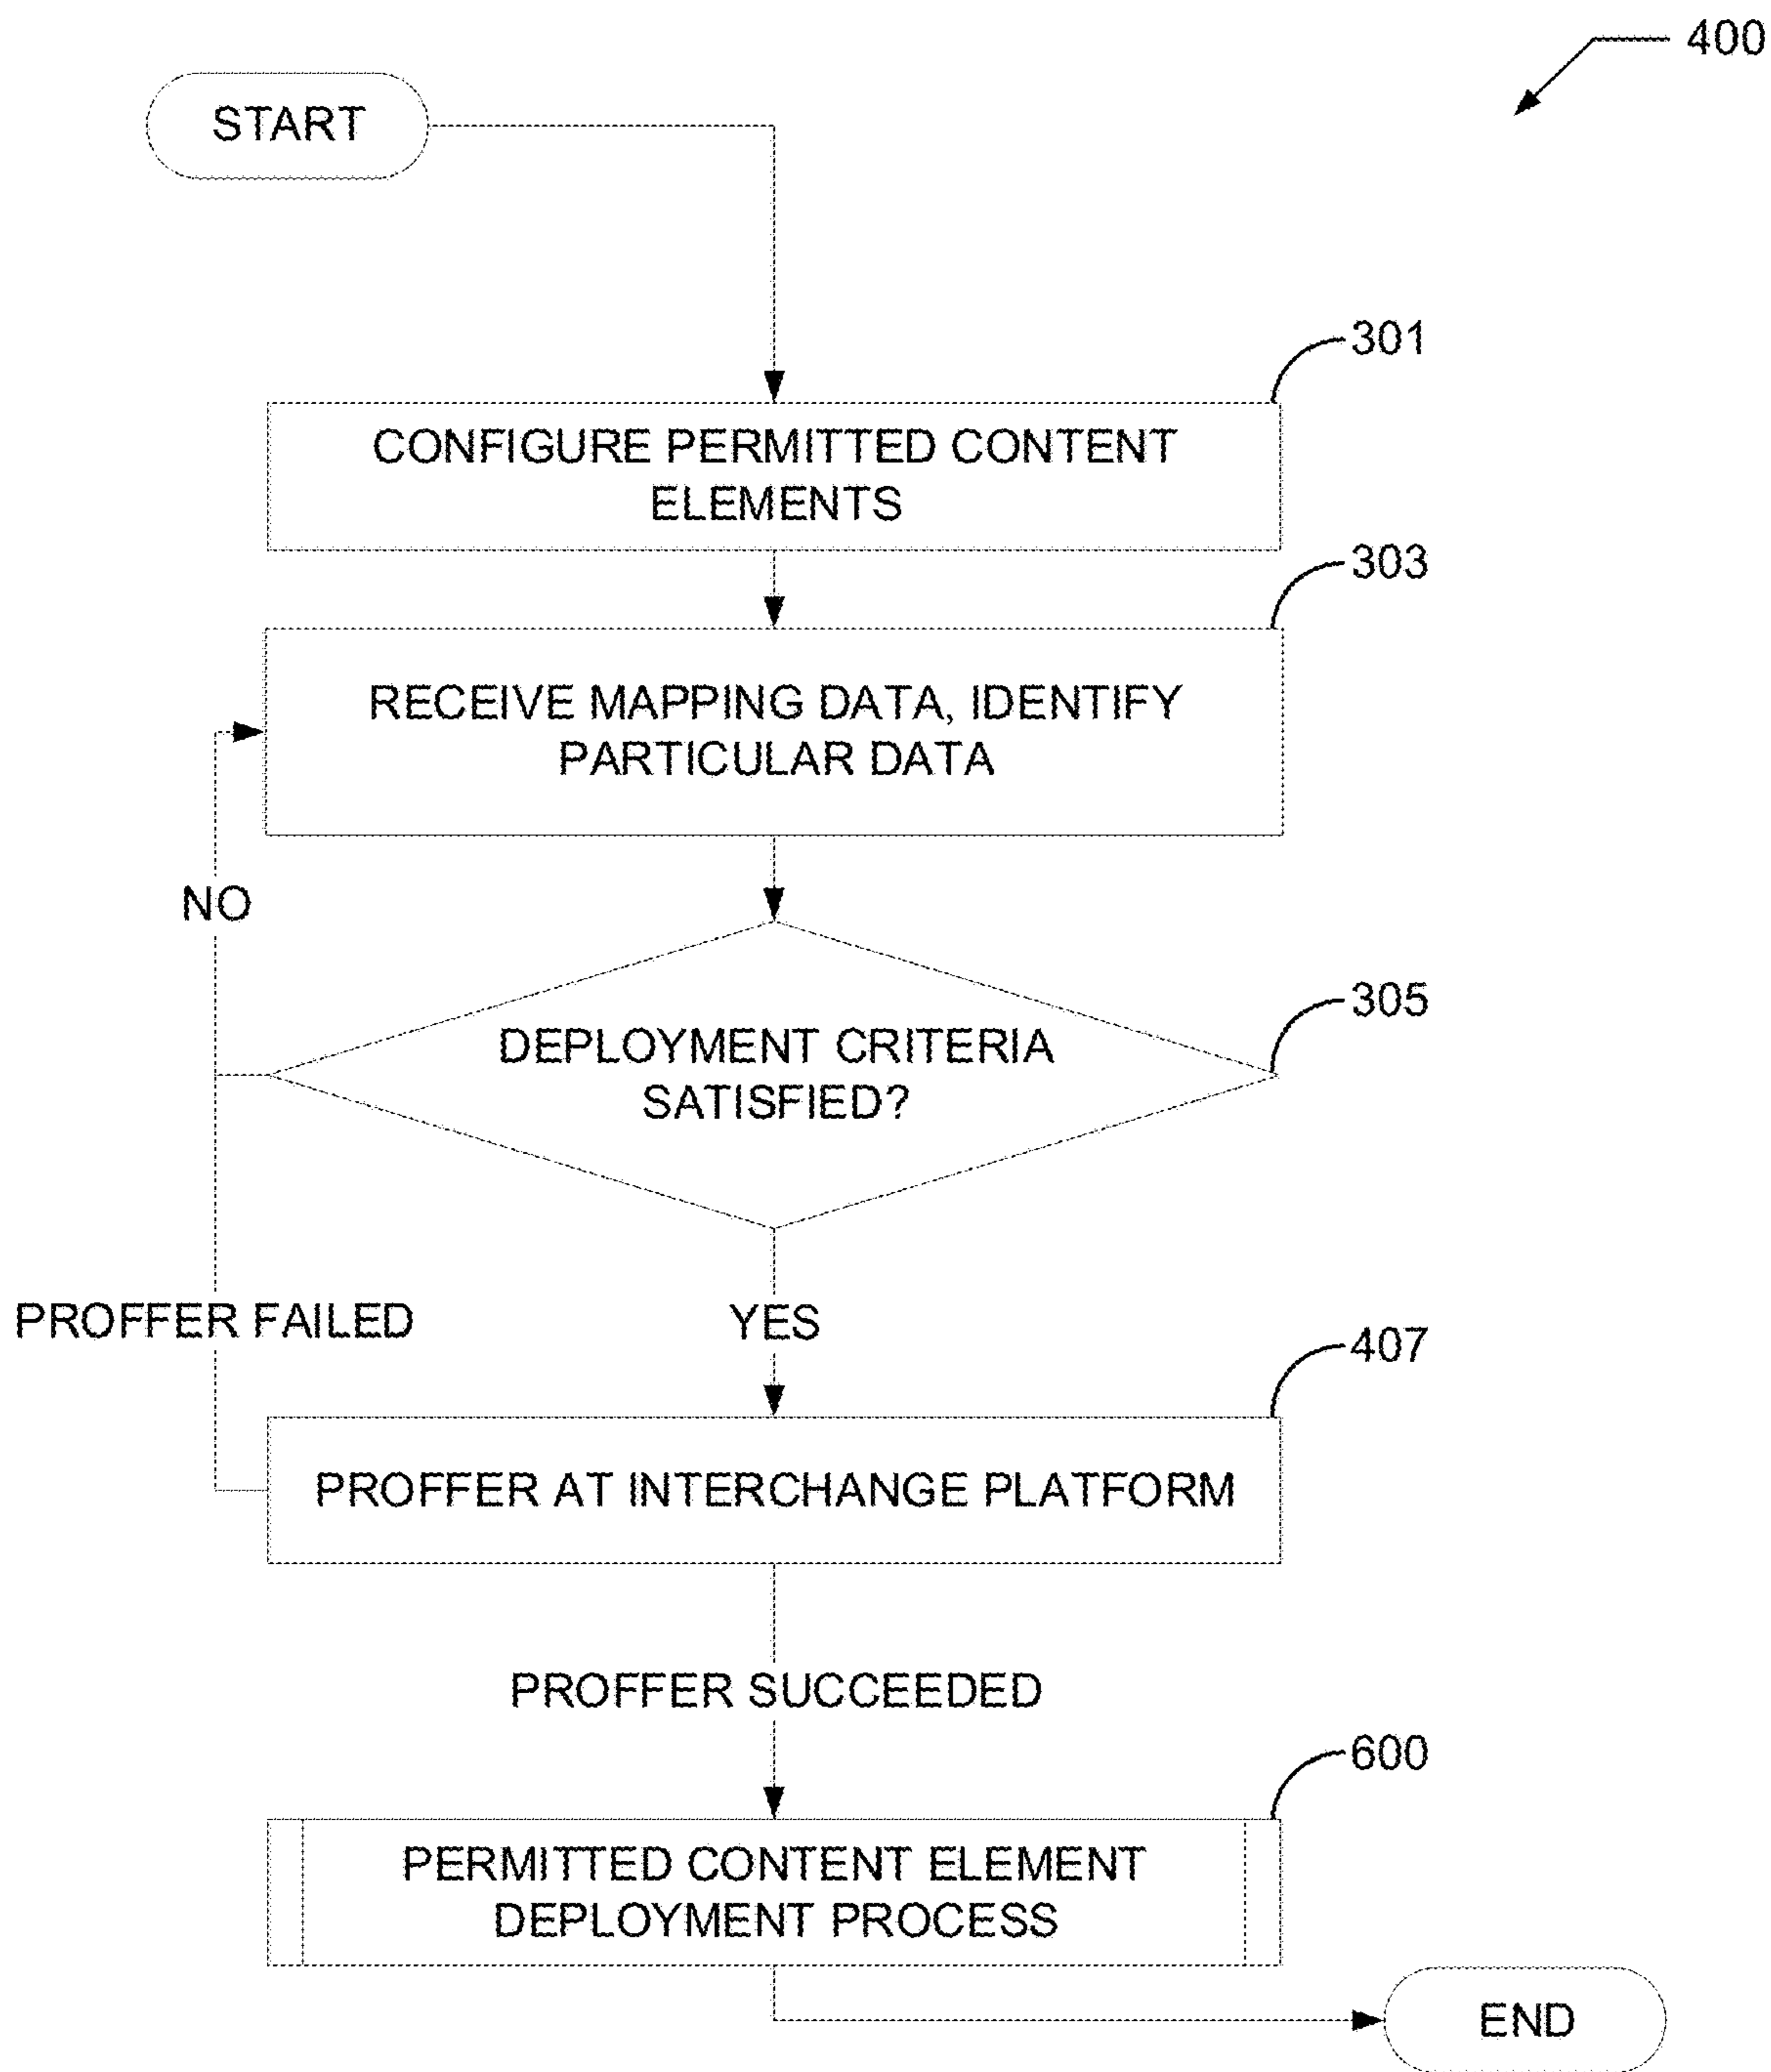 400
START
301
CONFIGURE PERMITTED CONTENT
ELEMENTS
303
RECEIVE MAPPING DATA, IDENTIFY
PARTICULAR DATA
NO
305
DEPLOYMENT CRITERIA
SATISFIED?
PROFFER FAILED
YES
407
PROFFER AT INTERCHANGE PLATFORM
PROFFER SUCCEEDED
600
PERMITTED CONTENT ELEMENT
DEPLOYMENT PROCESS
END